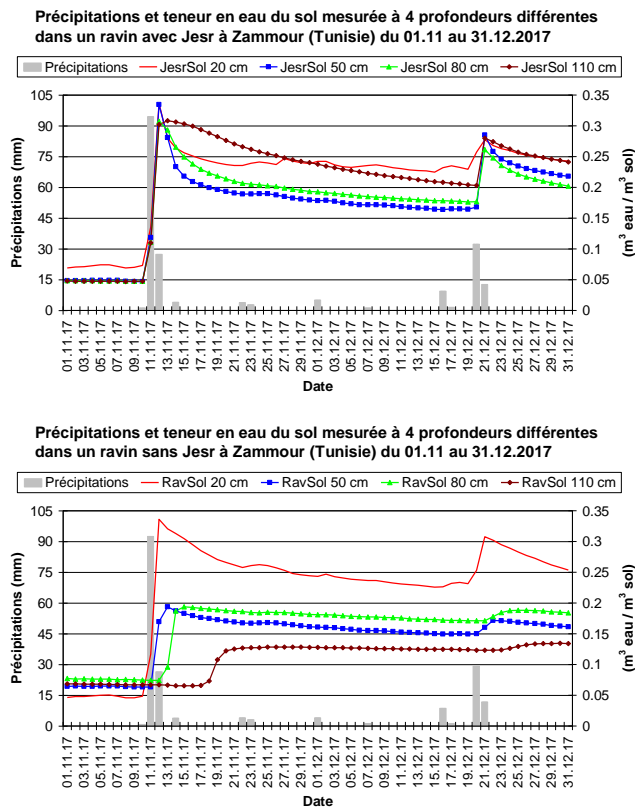 Précipitations et teneur en eau du sol mesurée à 4 profondeurs différentes
dans un ravin avec Jesr à Zammour (Tunisie) du 01.11 au 31.12.2017
Précipitations JesrSol 20 cm JesrSol 50 cm JesrSol 80 cm JesrSol 110 cm
105 0.35
90 0.3
75 0.25
60 0.2
45 0.15
30 0.1
15 0.05
0 0
Précipitations (mm)
(m³ eau / m³ sol)
01.11.17 03.11.17 05.11.17 07.11.17 09.11.17 11.11.17 13.11.17 15.11.17 17.11.17 19.11.17 21.11.17 23.11.17 25.11.17 27.11.17 29.11.17 01.12.17 03.12.17 05.12.17 07.12.17 09.12.17 11.12.17 13.12.17 15.12.17 17.12.17 19.12.17 21.12.17 23.12.17 25.12.17 27.12.17 29.12.17 31.12.17
Date
Précipitations et teneur en eau du sol mesurée à 4 profondeurs différentes
dans un ravin sans Jesr à Zammour (Tunisie) du 01.11 au 31.12.2017
Précipitations RavSol 20 cm RavSol 50 cm RavSol 80 cm RavSol 110 cm
105 0.35
90 0.3
75 0.25
60 0.2
45 0.15
30 0.1
15 0.05
0 0
Précipitations (mm)
(m³ eau / m³ sol)
01.11.17 03.11.17 05.11.17 07.11.17 09.11.17 11.11.17 13.11.17 15.11.17 17.11.17 19.11.17 21.11.17 23.11.17 25.11.17 27.11.17 29.11.17 01.12.17 03.12.17 05.12.17 07.12.17 09.12.17 11.12.17 13.12.17 15.12.17 17.12.17 19.12.17 21.12.17 23.12.17 25.12.17 27.12.17 29.12.17 31.12.17
Date